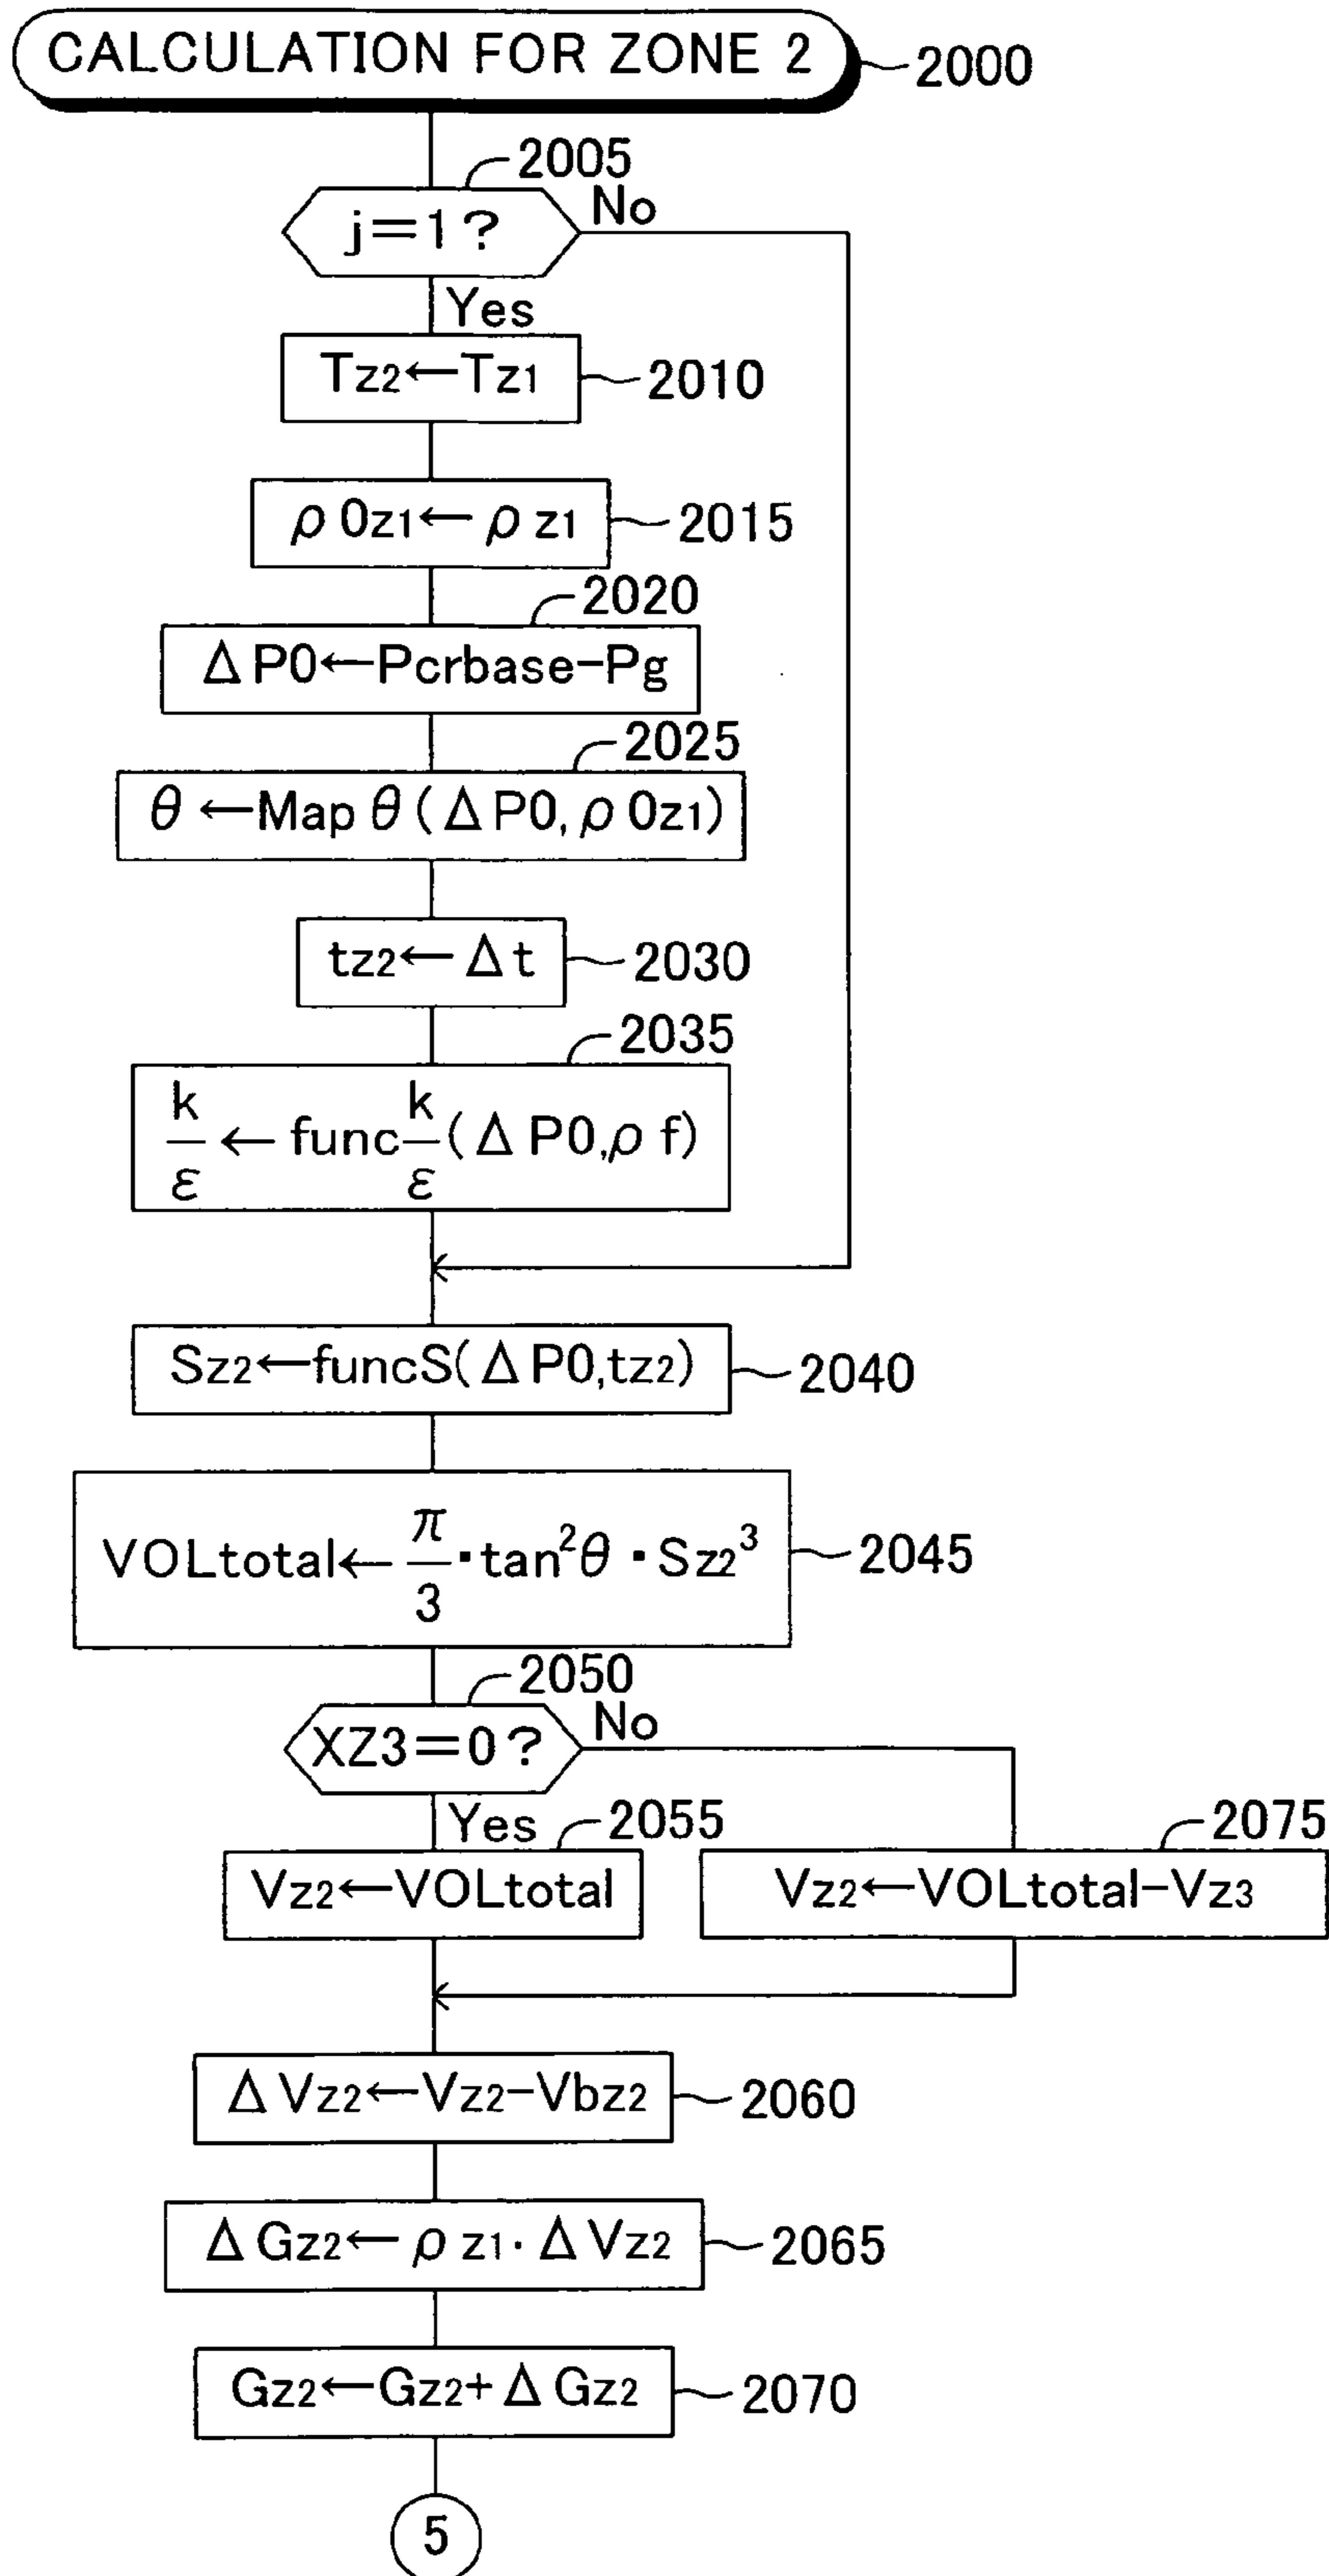 CALCULATION FOR ZONE 2
2000
2005
j=1?
No
Yes
Tz2←Tz1
2010
ρ0z1←ρz1
2015
2020
ΔP0←Pcrbase-Pg
2025
θ←Mapθ(ΔP0,ρ0z1)
tz2←Δt
2030
2035
k/ε ← func k/ε (ΔP0,ρf)
Sz2←funcS(ΔP0,tz2)
2040
VOLtotal← π/3 ・tan²θ・Sz2³
2045
2050
XZ3=0?
No
Yes
2055
2075
Vz2←VOLtotal
Vz2←VOLtotal-Vz3
ΔVz2←Vz2-Vbz2
2060
ΔGz2←ρz1・ΔVz2
2065
Gz2←Gz2+ΔGz2
2070
5